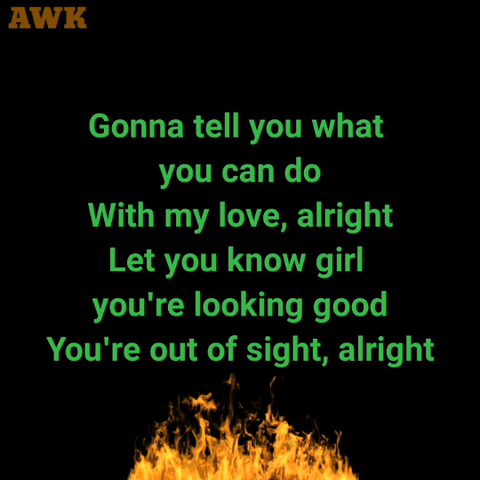 AWK
Gonna tell you what
you can do
With my love, alright
Let you know girl
you're looking good
You're out of sight, alright